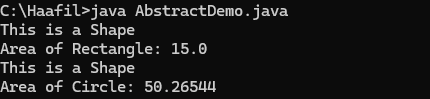 C:\Haafil>java AbstractDemo.java
This is a Shape
Area of Rectangle: 15.0
This is a Shape
Area of Circle: 50.26544